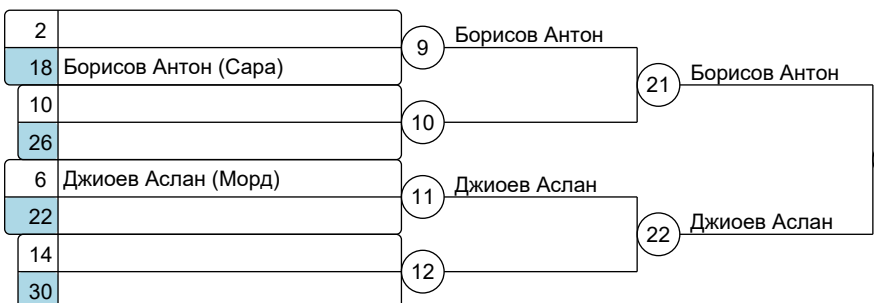 2
9 Борисов Антон
18 Борисов Антон (Сара)
21 Борисов Антон
10
10
26
6 Джиоев Аслан (Морд)
11 Джиоев Аслан
22
22 Джиоев Аслан
14
12
30